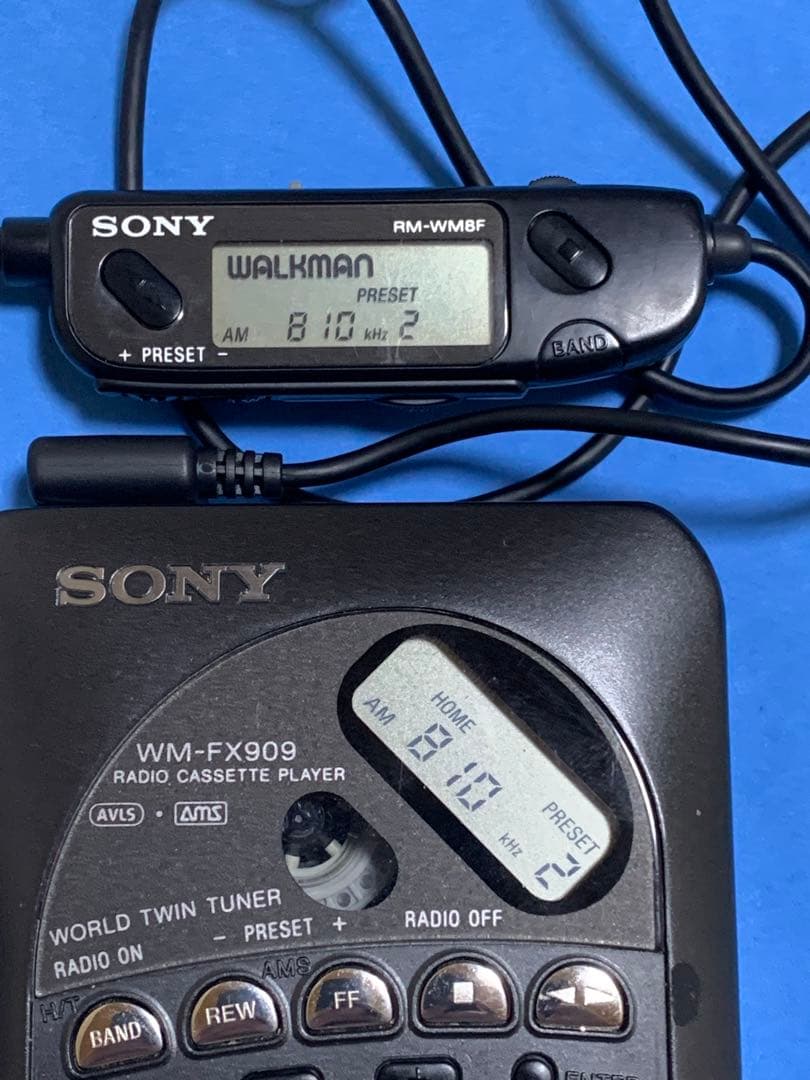 SONY
RM-WM8F
WALKMAN
PRESET
AM 810 kHz 2
+ PRESET -
BAND
SONY
HOME
AM 810 kHz
PRESET
2
WM-FX909
RADIO CASSETTE PLAYER
AVLS • AMS
WORLD TWIN TUNER
RADIO ON
- PRESET +
RADIO OFF
H/T
AMS
BAND
REW
FF
ENTER